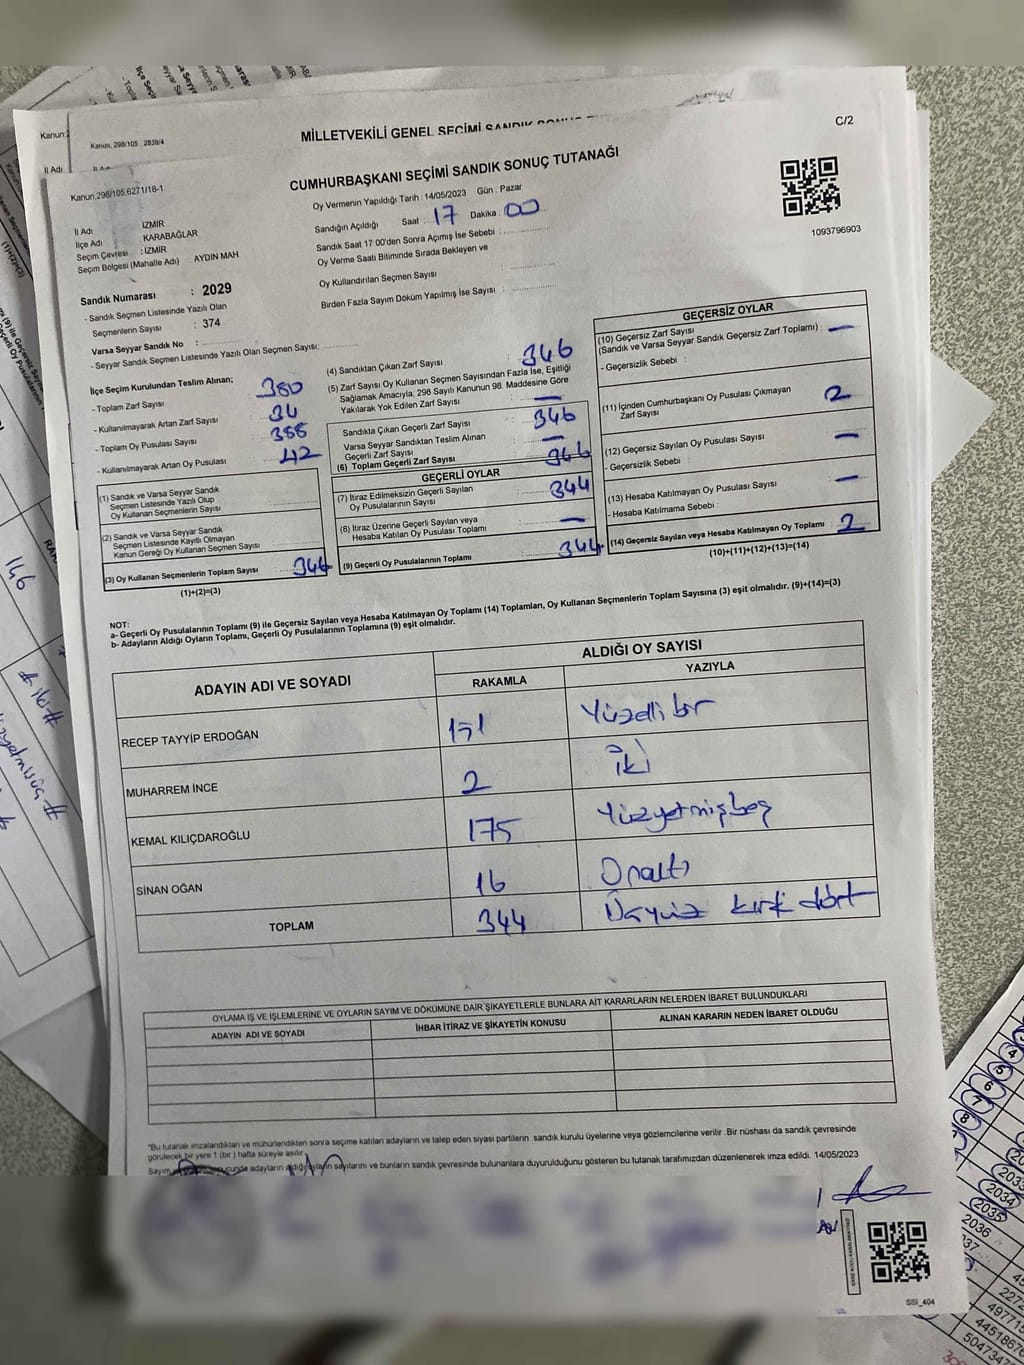 MİLLETVEKİLİ GENEL SEÇİMİ SANDIK
C/2
Kanun, 298/105 2839/4
İl Adı
CUMHURBAŞKANI SEÇİMİ SANDIK SONUÇ TUTANAĞI
Kanun:298/105,6271/18-1
Oy Vermenin Yapıldığı Tarih : 14/05/2023 Gün : Pazar
Sandığın Açıldığı Saat 17 Dakika : 00
Sandık Saat 17:00'den Sonra Açımış İse Sebebi :
Oy Verme Saati Bitiminde Sırada Bekleyen ve
Oy Kullandırılan Seçmen Sayısı :
Birden Fazla Sayım Döküm Yapılmış İse Sayısı :
1093796903
İl Adı : İZMİR
İlçe Adı : KARABAĞLAR
Seçim Çevresi : İZMİR
Seçim Bölgesi (Mahalle Adı) AYDIN MAH
Sandık Numarası : 2029
- Sandık Seçmen Listesinde Yazılı Olan
Seçmenlerin Sayısı : 374
Varsa Seyyar Sandık No :
- Seyyar Sandık Seçmen Listesinde Yazılı Olan Seçmen Sayısı:
İlçe Seçim Kurulundan Teslim Alınan;
- Toplam Zarf Sayısı : 380
- Kullanılmayarak Artan Zarf Sayısı : 34
- Toplam Oy Pusulası Sayısı : 388
- Kullanılmayarak Artan Oy Pusulası : 42
(1) Sandık ve Varsa Seyyar Sandık
Seçmen Listesinde Yazılı Olup
Oy Kullanan Seçmenlerin Sayısı :
(2) Sandık ve Varsa Seyyar Sandık
Seçmen Listesinde Kayıtlı Olmayan
Kanun Gereği Oy Kullanan Seçmen Sayısı :
(3) Oy Kullanan Seçmenlerin Toplam Sayısı : 346
(1)+(2)=(3)
(4) Sandıktan Çıkan Zarf Sayısı : 346
(5) Zarf Sayısı Oy Kullanan Seçmen Sayısından Fazla İse, Eşitliği
Sağlamak Amacıyla, 298 Sayılı Kanunun 98. Maddesine Göre
Yakılarak Yok Edilen Zarf Sayısı : —
Sandıkta Çıkan Geçerli Zarf Sayısı : 346
Varsa Seyyar Sandıktan Teslim Alınan
Geçerli Zarf Sayısı : —
(6) Toplam Geçerli Zarf Sayısı : 346
GEÇERLİ OYLAR
(7) İtiraz Edilmeksizin Geçerli Sayılan
Oy Pusulalarının Sayısı : 344
(8) İtiraz Üzerine Geçerli Sayılan veya
Hesaba Katılan Oy Pusulası Toplamı : —
(9) Geçerli Oy Pusulalarının Toplamı : 344
GEÇERSİZ OYLAR
(10) Geçersiz Zarf Sayısı
(Sandık ve Varsa Seyyar Sandık Geçersiz Zarf Toplamı) : —
- Geçersizlik Sebebi :
(11) İçinden Cumhurbaşkanı Oy Pusulası Çıkmayan
Zarf Sayısı : 2
(12) Geçersiz Sayılan Oy Pusulası Sayısı : —
- Geçersizlik Sebebi :
(13) Hesaba Katılmayan Oy Pusulası Sayısı : —
- Hesaba Katılmama Sebebi :
(14) Geçersiz Sayılan veya Hesaba Katılmayan Oy Toplamı : 2
(10)+(11)+(12)+(13)=(14)
NOT:
a- Geçerli Oy Pusulalarının Toplamı (9) ile Geçersiz Sayılan veya Hesaba Katılmayan Oy Toplamı (14) Toplamları, Oy Kullanan Seçmenlerin Toplam Sayısına (3) eşit olmalıdır. (9)+(14)=(3)
b- Adayların Aldığı Oyların Toplamı, Geçerli Oy Pusulalarının Toplamına (9) eşit olmalıdır.
ADAYIN ADI VE SOYADI
ALDIĞI OY SAYISI
RAKAMLA YAZIYLA
RECEP TAYYİP ERDOĞAN 151 Yüzelli bir
MUHARREM İNCE 2 iki
KEMAL KILIÇDAROĞLU 175 Yüzyetmişbeş
SİNAN OĞAN 16 Onaltı
TOPLAM 344 Üçyüz kırk dört
OYLAMA İŞ VE İŞLEMLERİNE VE OYLARIN SAYIM VE DÖKÜMÜNE DAİR ŞİKAYETLERLE BUNLARA AİT KARARLARIN NELERDEN İBARET BULUNDUKLARI
ADAYIN ADI VE SOYADI İHBAR İTİRAZ VE ŞİKAYETİN KONUSU ALINAN KARARIN NEDEN İBARET OLDUĞU
*Bu tutanak imzalandıktan ve mühürlendikten sonra seçime katılan adayların ve talep eden siyasi partilerin sandık kurulu üyelerine veya gözlemcilerine verilir .Bir nüshası da sandık çevresinde
görülecek bir yere 1 (bir ) hafta süreyle asılır.
Sayım sonucunda adayların aldığı oyların sayılarını ve bunların sandık çevresinde bulunanlara duyurulduğunu gösteren bu tutanak tarafımızdan düzenlenerek imza edildi. 14/05/2023
SSI_464
146
# iki #
2034
2035
2036